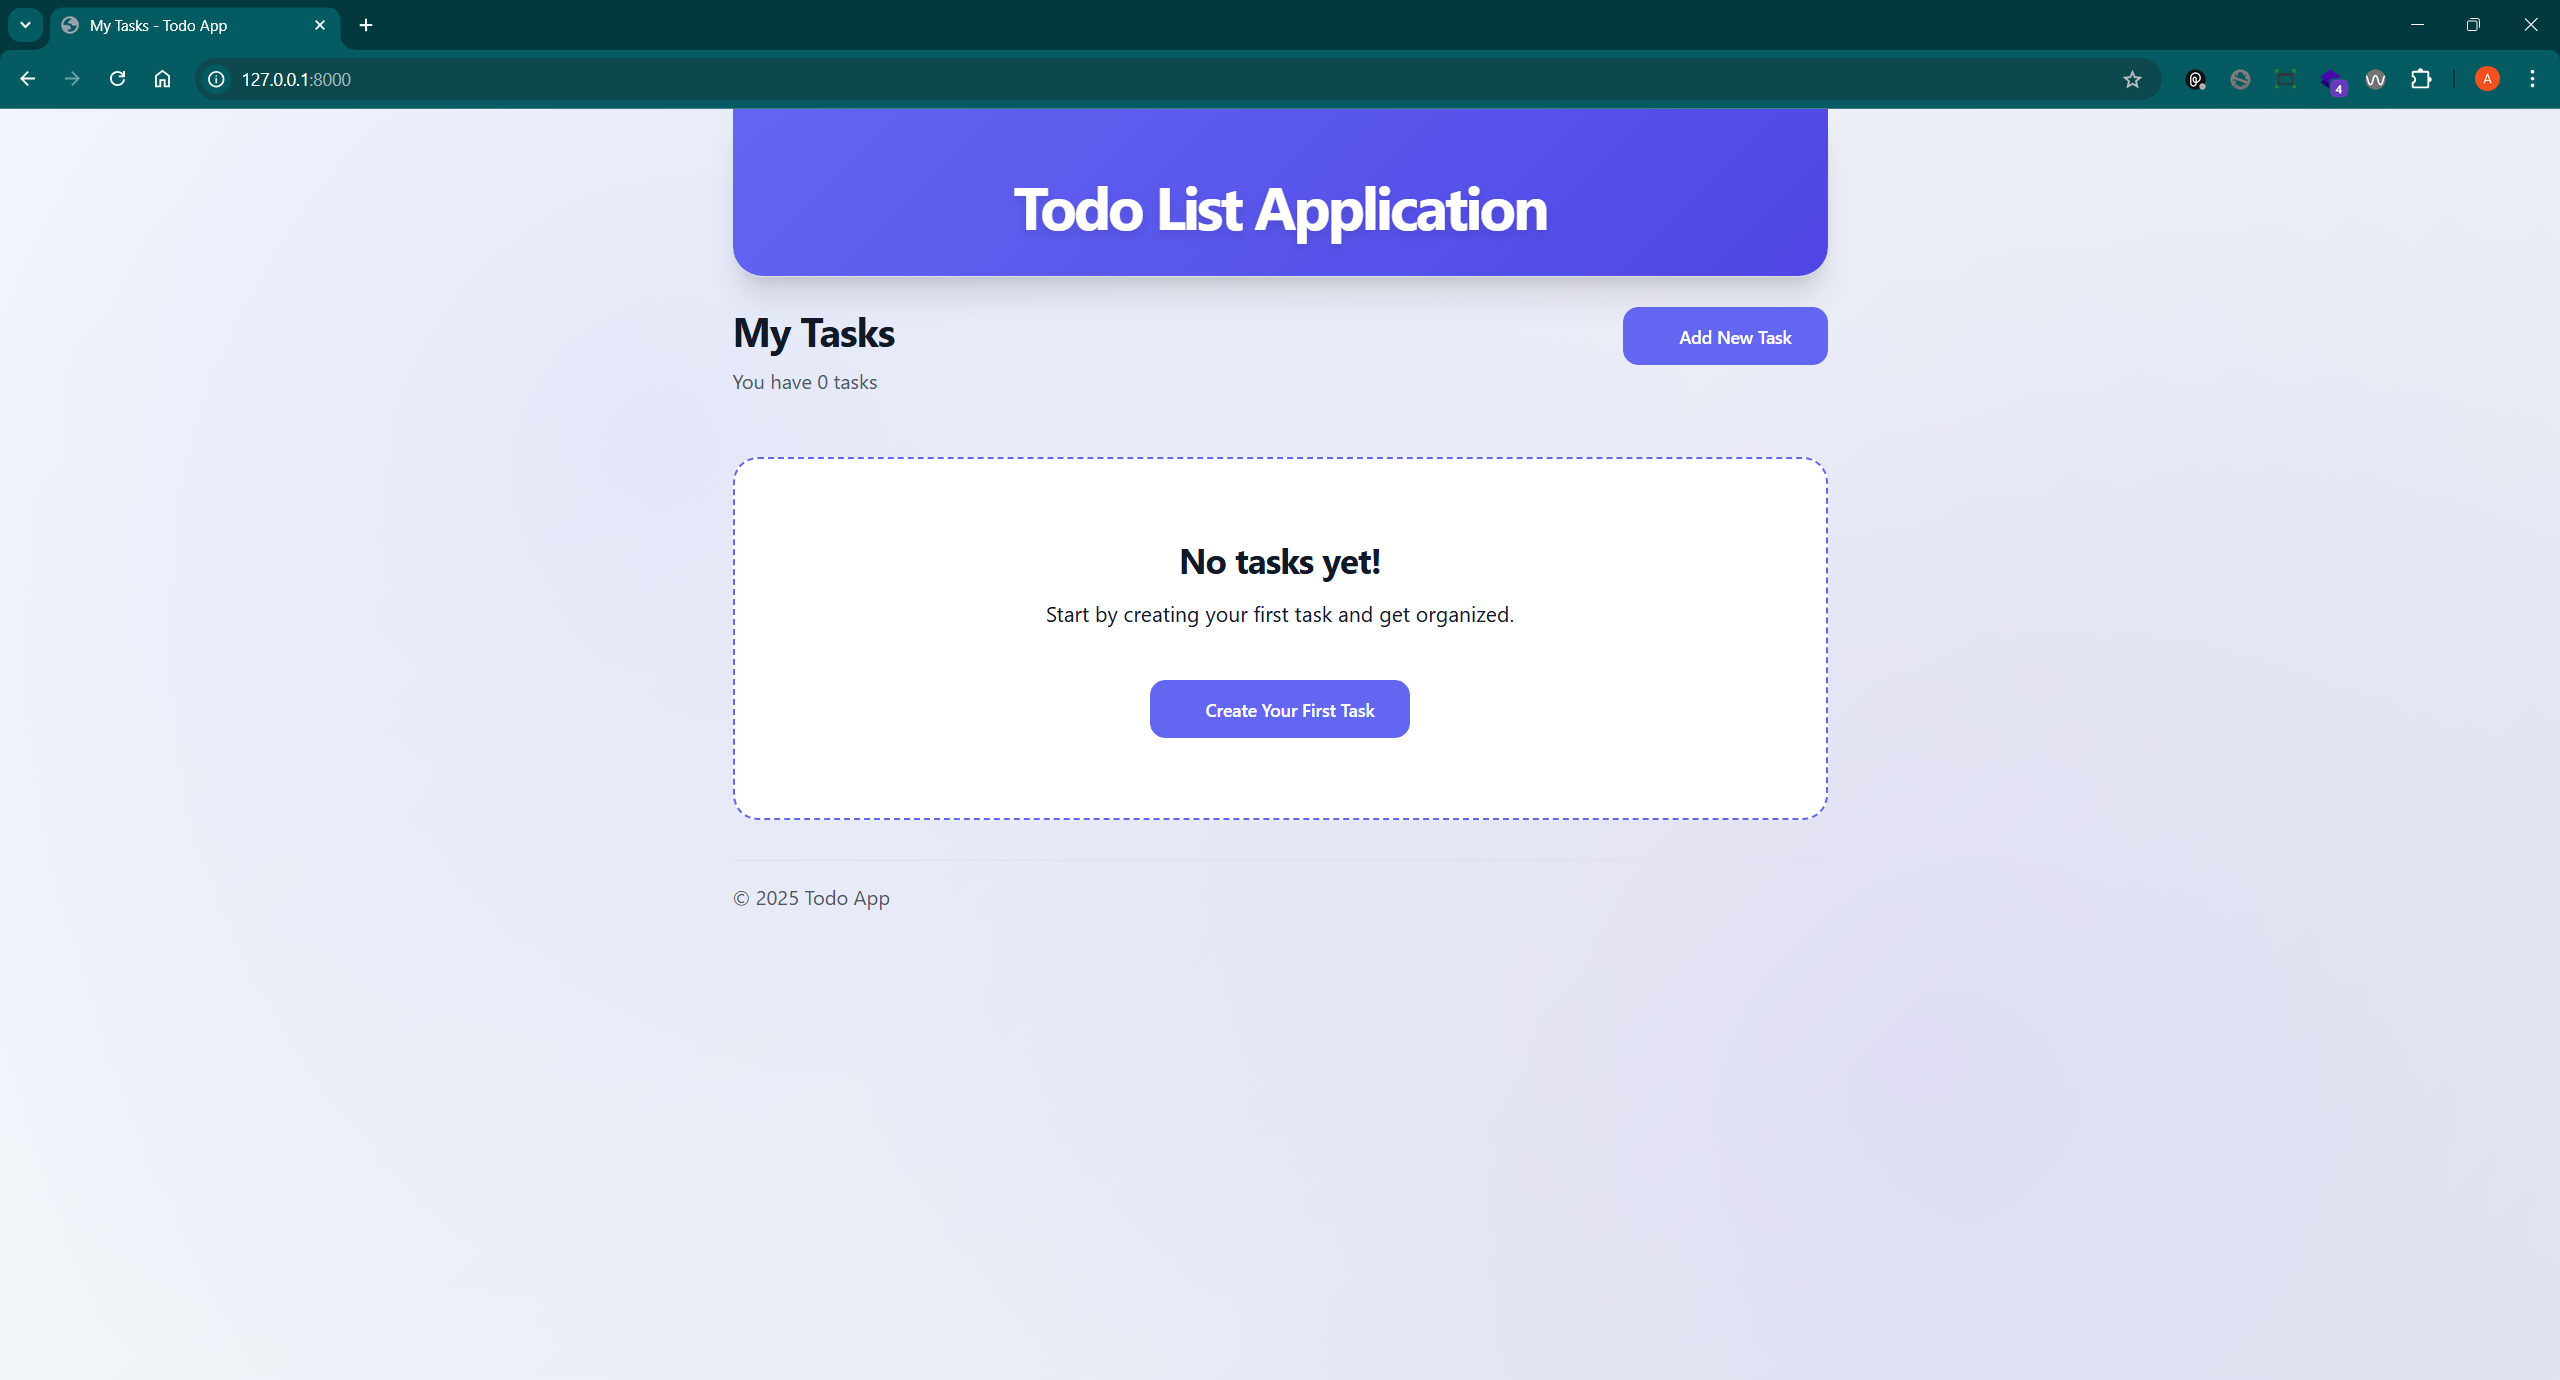 My Tasks - Todo App
127.0.0.1:8000
4
A
Todo List Application
My Tasks
Add New Task
You have 0 tasks
No tasks yet!
Start by creating your first task and get organized.
Create Your First Task
© 2025 Todo App